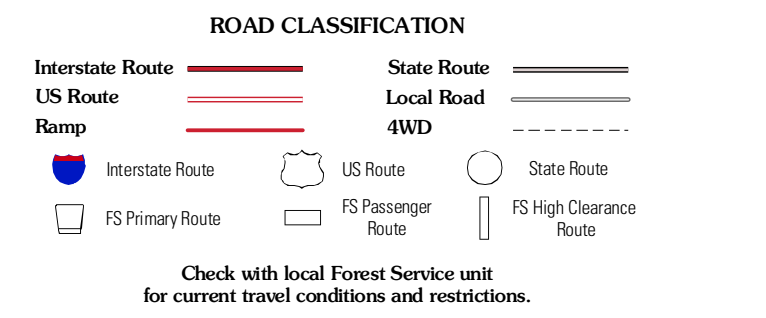 ROAD CLASSIFICATION
Interstate Route
State Route
US Route
Local Road
Ramp
4WD
Interstate Route
US Route
State Route
FS Primary Route
FS Passenger
Route
FS High Clearance
Route
Check with local Forest Service unit
for current travel conditions and restrictions.